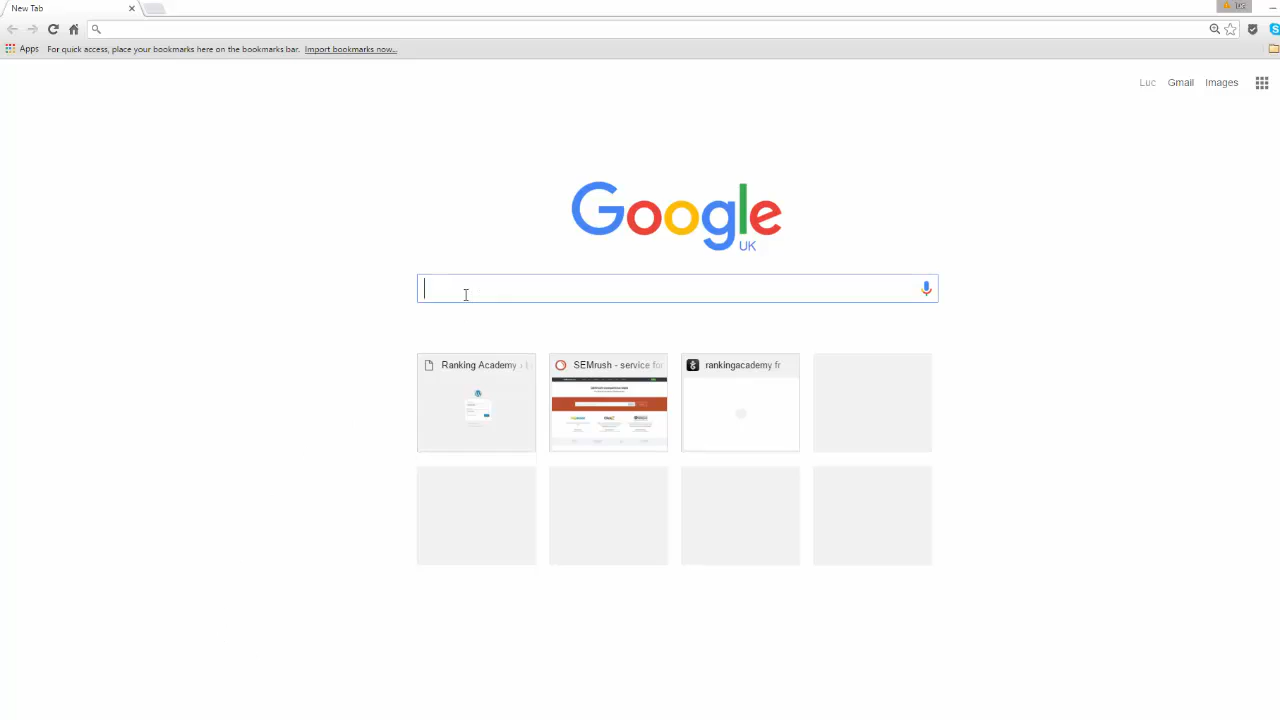 New Tab
Luc
Apps For quick access, place your bookmarks here on the bookmarks bar. Import bookmarks now...
Luc Gmail Images
Google
UK
Ranking Academy
SEMrush - service for
rankingacademy fr